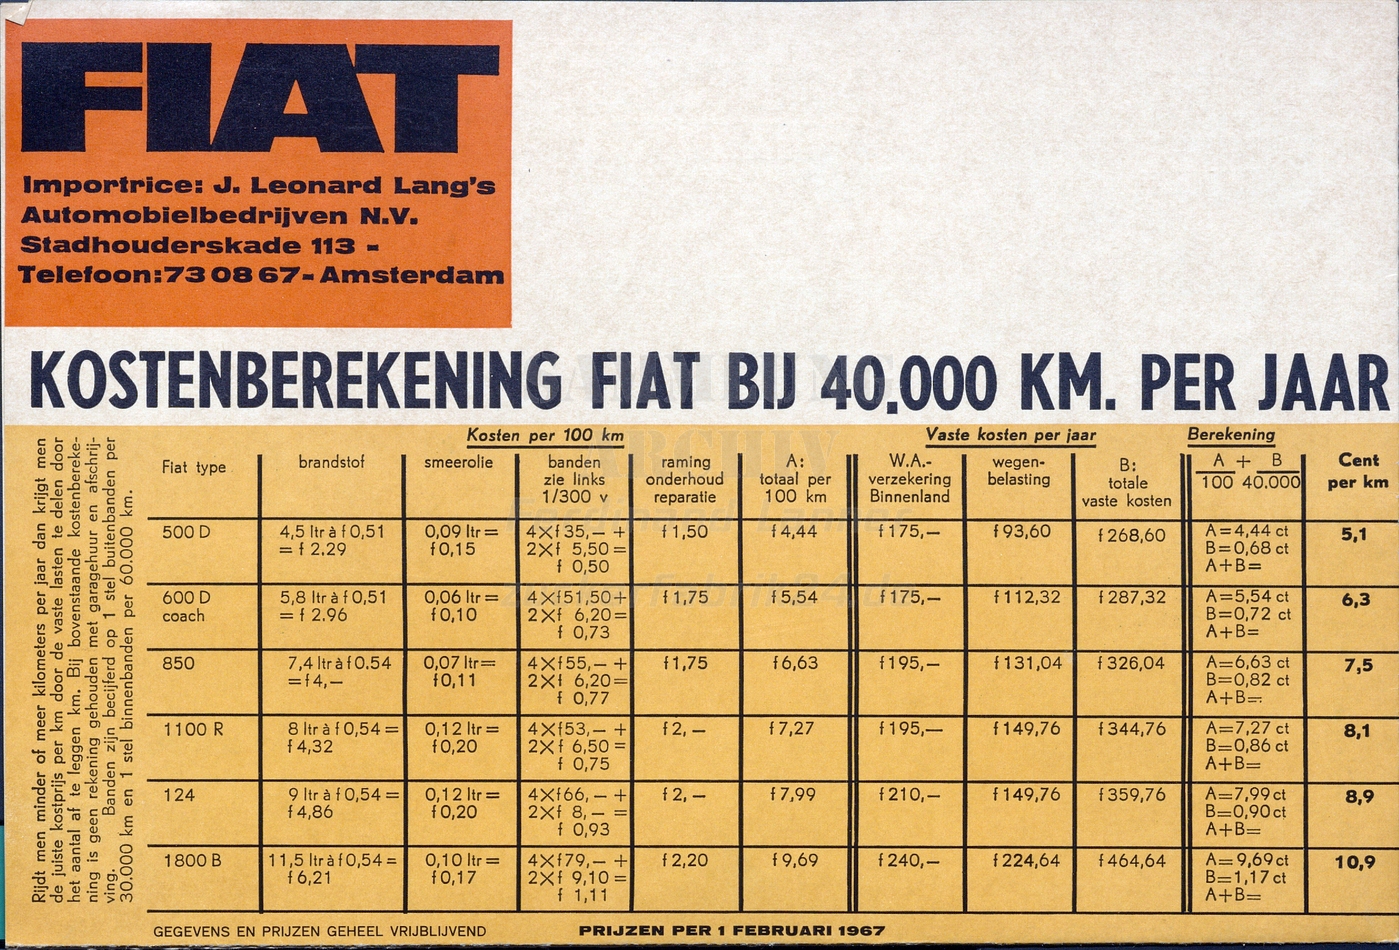 FIAT
Importrice: J. Leonard Lang's
Automobielbedrijven N.V.
Stadhouderskade 113 -
Telefoon: 73 08 67 - Amsterdam
KOSTENBEREKENING FIAT BIJ 40.000 KM. PER JAAR
Rijdt men minder of meer kilometers per jaar dan krijgt men
de juiste kostprijs per km door de vaste lasten te delen door
het aantal af te leggen km. Bij bovenstaande kostenbereke-
ning is geen rekening gehouden met garagehuur en afschrij-
ving. Banden zijn becijferd op 1 stel buitenbanden per
30.000 km en 1 stel binnenbanden per 60.000 km.
Kosten per 100 km
Vaste kosten per jaar
Berekening
Fiat type
brandstof
smeerolie
banden
zie links
1/300 v
raming
onderhoud
reparatie
A:
totaal per
100 km
W.A.-
verzekering
Binnenland
wegen-
belasting
B:
totale
vaste kosten
A + B
100 40.000
Cent
per km
500 D
4,5 ltr à f 0,51
= f 2.29
0,09 ltr =
f 0,15
4 X f 35,— +
2 X f 5,50 =
f 0,50
f 1,50
f 4,44
f 175,—
f 93,60
f 268,60
A = 4,44 ct
B = 0,68 ct
A + B =
5,1
600 D
coach
5,8 ltr à f 0,51
= f 2.96
0,06 ltr =
f 0,10
4 X f 51,50 +
2 X f 6,20 =
f 0,73
f 1,75
f 5,54
f 175,—
f 112,32
f 287,32
A = 5,54 ct
B = 0,72 ct
A + B =
6,3
850
7,4 ltr à f 0.54
= f 4,—
0,07 ltr =
f 0,11
4 X f 55,— +
2 X f 6,20 =
f 0,77
f 1,75
f 6,63
f 195,—
f 131,04
f 326,04
A = 6,63 ct
B = 0,82 ct
A + B =
7,5
1100 R
8 ltr à f 0,54 =
f 4,32
0,12 ltr =
f 0,20
4 X f 53,— +
2 X f 6,50 =
f 0,75
f 2,—
f 7,27
f 195,—
f 149,76
f 344,76
A = 7,27 ct
B = 0,86 ct
A + B =
8,1
124
9 ltr à f 0,54 =
f 4,86
0,12 ltr =
f 0,20
4 X f 66,— +
2 X f 8,— =
f 0,93
f 2,—
f 7,99
f 210,—
f 149,76
f 359,76
A = 7,99 ct
B = 0,90 ct
A + B =
8,9
1800 B
11,5 ltr à f 0,54 =
f 6,21
0,10 ltr =
f 0,17
4 X f 79,— +
2 X f 9,10 =
f 1,11
f 2,20
f 9,69
f 240,—
f 224,64
f 464,64
A = 9,69 ct
B = 1,17 ct
A + B =
10,9
GEGEVENS EN PRIJZEN GEHEEL VRIJBLIJVEND
PRIJZEN PER 1 FEBRUARI 1967